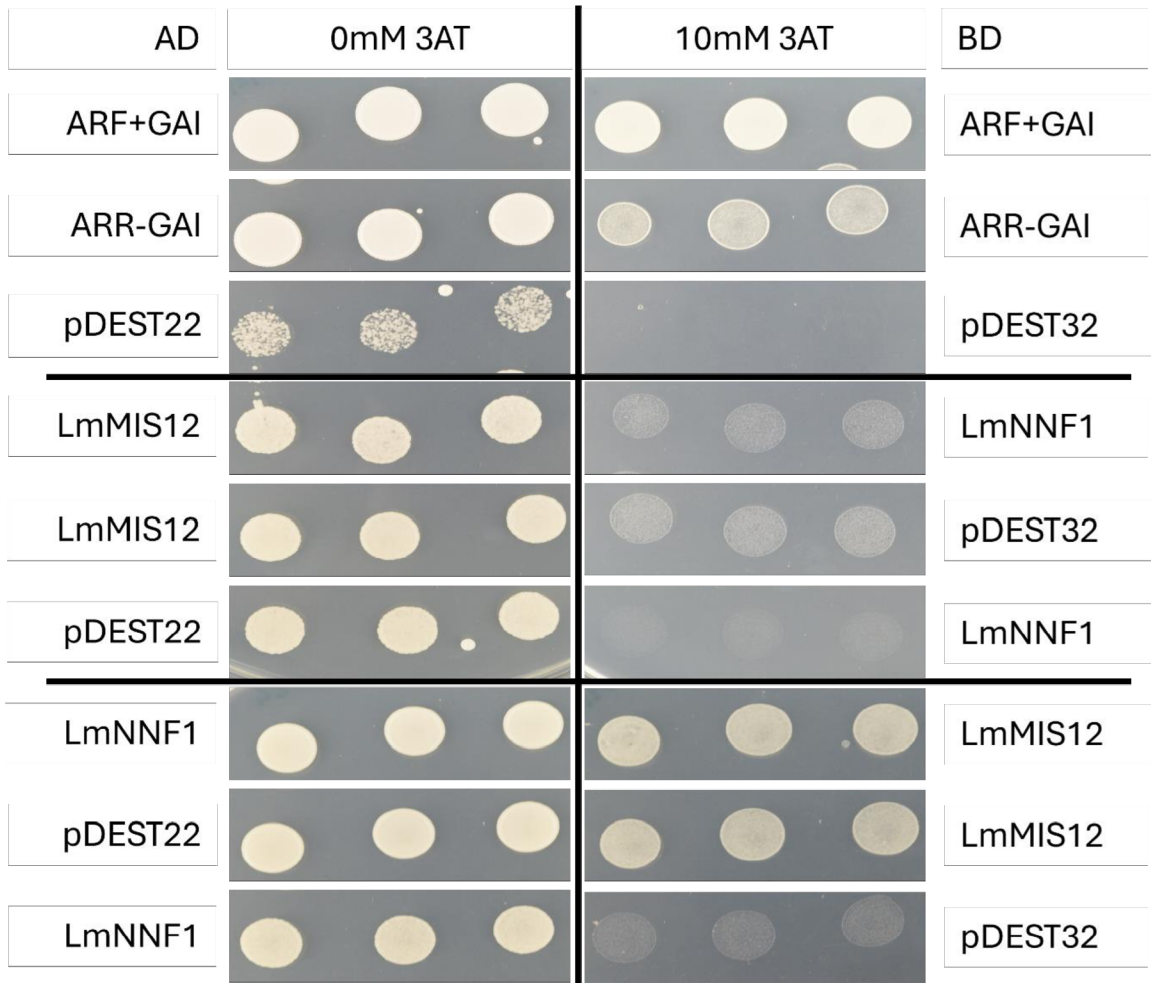 AD 0mM 3AT 10mM 3AT BD
ARF+GAI ARF+GAI
ARR-GAI ARR-GAI
pDEST22 pDEST32
LmMIS12 LmNNF1
LmMIS12 pDEST32
pDEST22 LmNNF1
LmNNF1 LmMIS12
pDEST22 LmMIS12
LmNNF1 pDEST32